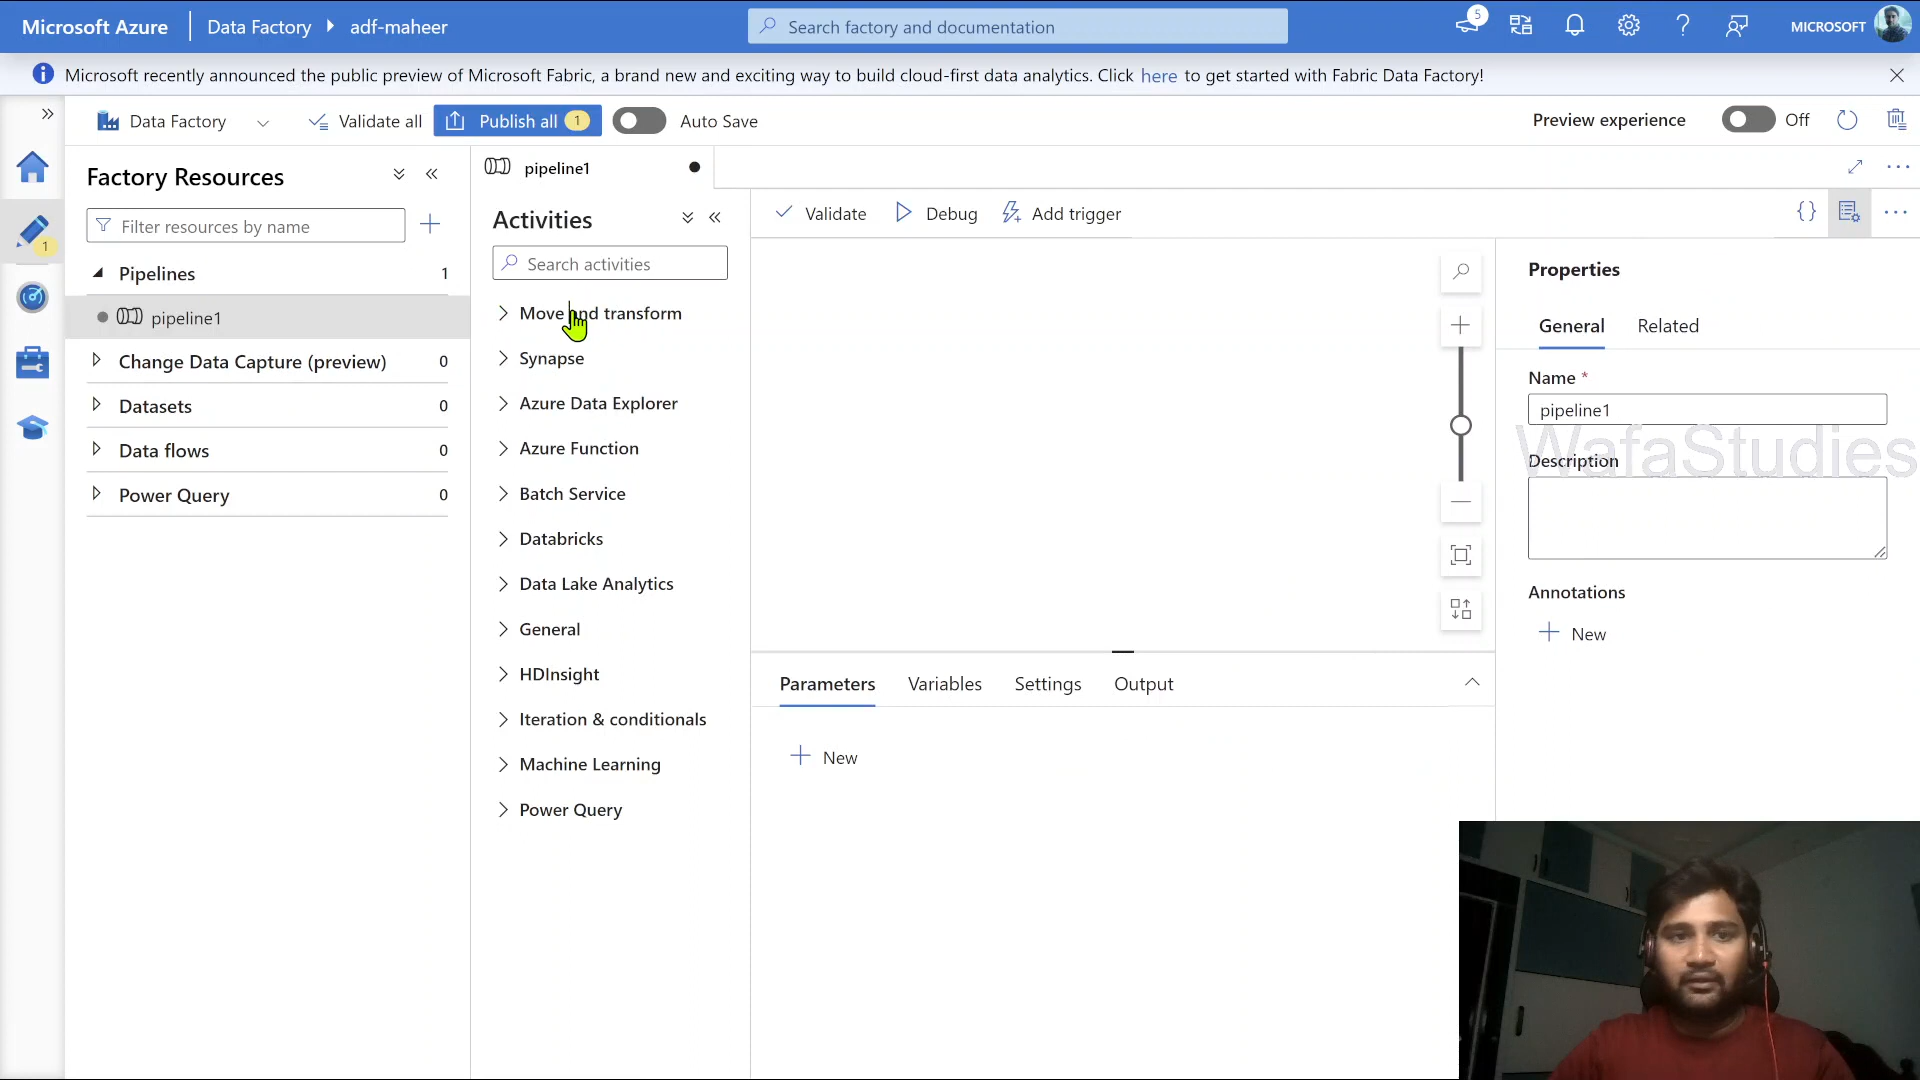 Microsoft Azure
Data Factory
adf-maheer
Search factory and documentation
5
MICROSOFT
Microsoft recently announced the public preview of Microsoft Fabric, a brand new and exciting way to build cloud-first data analytics. Click here to get started with Fabric Data Factory!
Data Factory
Validate all
Publish all 1
Auto Save
Preview experience
Off
Factory Resources
Filter resources by name
1
Pipelines 1
pipeline1
Change Data Capture (preview) 0
Datasets 0
Data flows 0
Power Query 0
pipeline1
Activities
Search activities
Move and transform
Synapse
Azure Data Explorer
Azure Function
Batch Service
Databricks
Data Lake Analytics
General
HDInsight
Iteration & conditionals
Machine Learning
Power Query
Validate
Debug
Add trigger
Parameters
Variables
Settings
Output
New
Properties
General
Related
Name *
pipeline1
WafaStudies
Description
Annotations
New